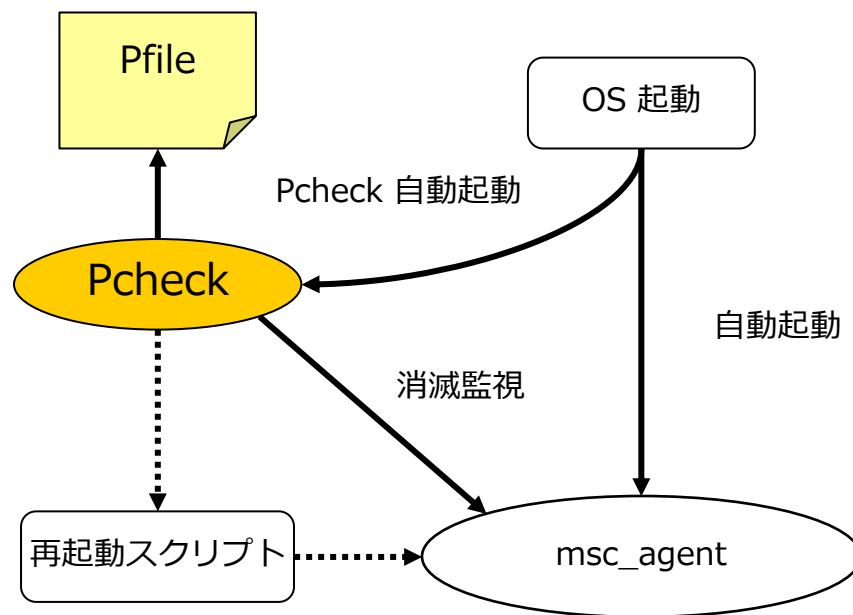 Pfile
OS 起動
Pcheck 自動起動
Pcheck
自動起動
消滅監視
再起動スクリプト
msc_agent